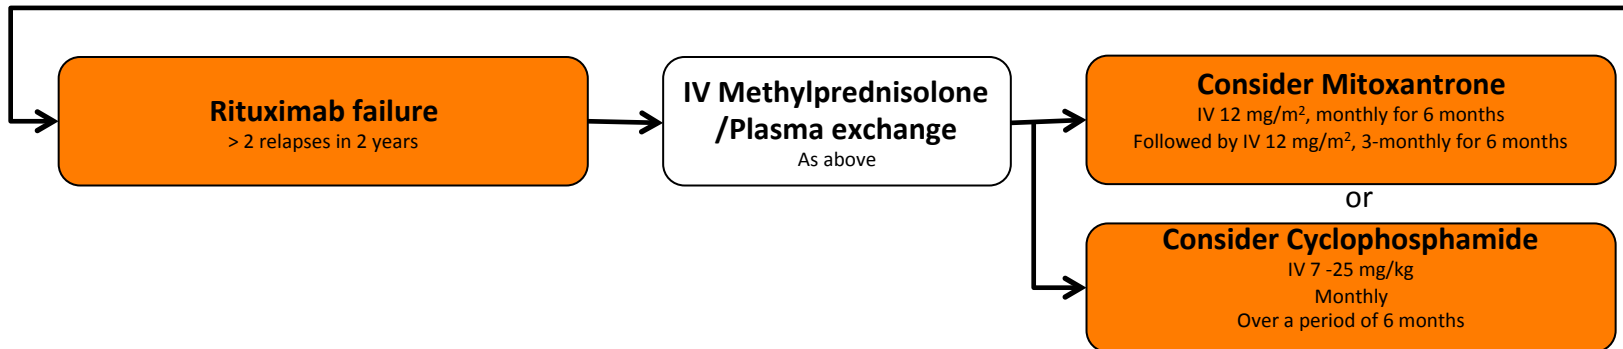 Rituximab failure
> 2 relapses in 2 years
IV Methylprednisolone
/Plasma exchange
As above
Consider Mitoxantrone
IV 12 mg/m², monthly for 6 months
Followed by IV 12 mg/m², 3-monthly for 6 months
or
Consider Cyclophosphamide
IV 7 -25 mg/kg
Monthly
Over a period of 6 months